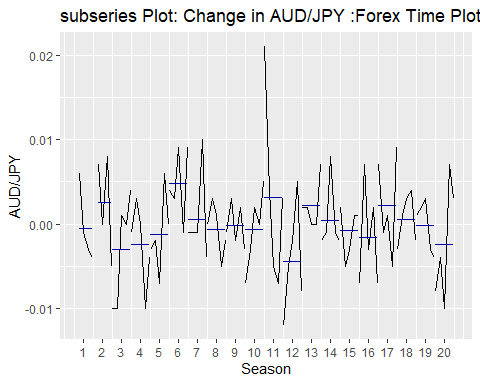 subseries Plot: Change in AUD/JPY :Forex Time Plot
0.02
0.01
0.00
-0.01
AUD/JPY
1 2 3 4 5 6 7 8 9 10 11 12 13 14 15 16 17 18 19 20
Season